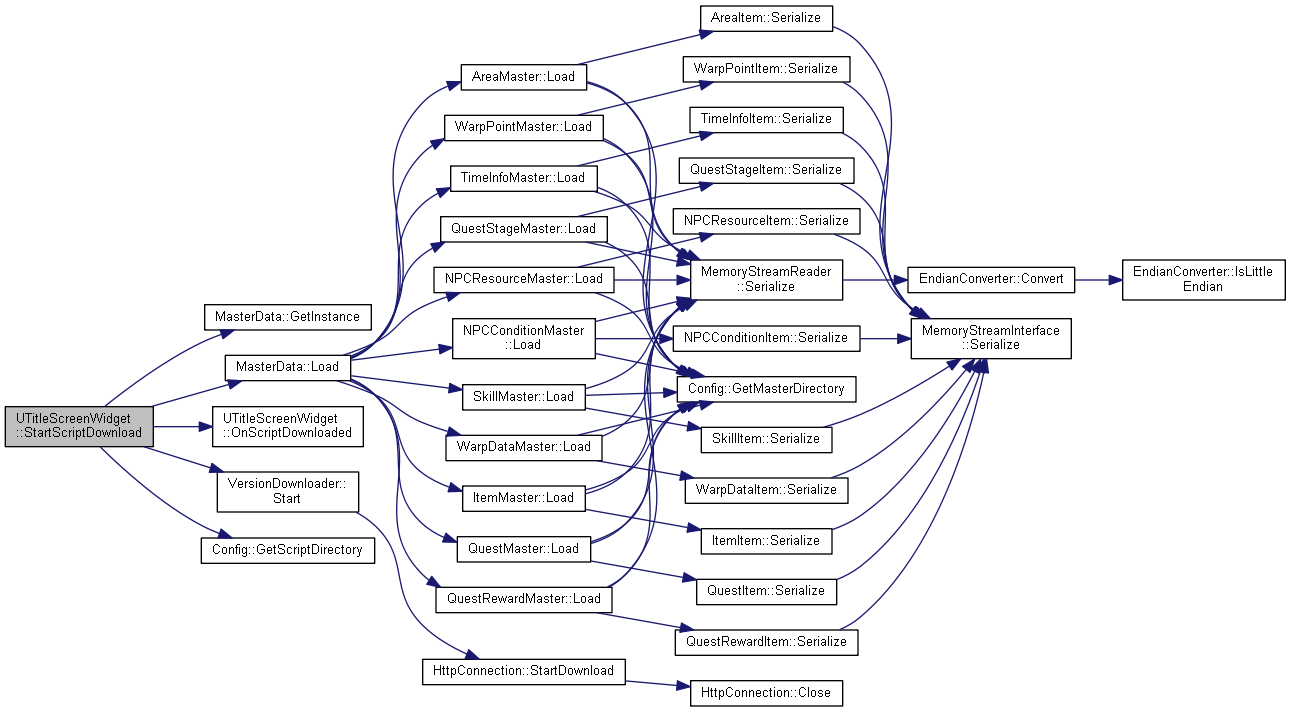 UTitleScreenWidget
::StartScriptDownload
MasterData::GetInstance
MasterData::Load
UTitleScreenWidget
::OnScriptDownloaded
VersionDownloader::
Start
Config::GetScriptDirectory
AreaMaster::Load
WarpPointMaster::Load
TimeInfoMaster::Load
QuestStageMaster::Load
NPCResourceMaster::Load
NPCConditionMaster
::Load
SkillMaster::Load
WarpDataMaster::Load
ItemMaster::Load
QuestMaster::Load
QuestRewardMaster::Load
HttpConnection::StartDownload
AreaItem::Serialize
WarpPointItem::Serialize
TimeInfoItem::Serialize
QuestStageItem::Serialize
NPCResourceItem::Serialize
MemoryStreamReader
::Serialize
NPCConditionItem::Serialize
Config::GetMasterDirectory
SkillItem::Serialize
WarpDataItem::Serialize
ItemItem::Serialize
QuestItem::Serialize
QuestRewardItem::Serialize
HttpConnection::Close
EndianConverter::Convert
MemoryStreamInterface
::Serialize
EndianConverter::IsLittle
Endian